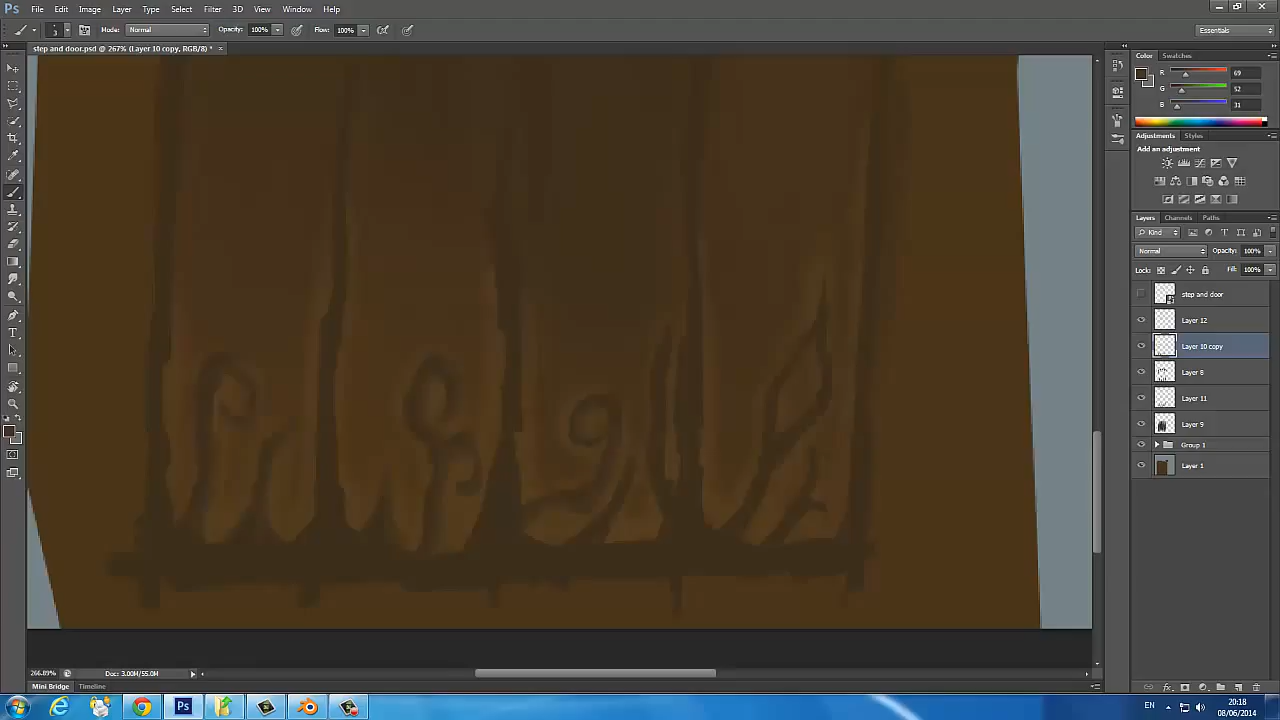 Ps File Edit Image Layer Type Select Filter 3D View Window Help
3 Mode: Normal Opacity: 100% Flow: 100% Essentials
step and door.psd @ 267% (Layer 10 copy, RGB/8) * ×
Color Swatches
R 69
G 52
B 31
Adjustments Styles
Add an adjustment
Layers Channels Paths
Kind
Normal Opacity: 100%
Lock: Fill: 100%
step and door
Layer 12
Layer 10 copy
Layer 8
Layer 11
Layer 9
Group 1
Layer 1
266.89% Doc: 3.00M/55.0M
Mini Bridge Timeline
Ps EN 20:18
08/06/2014